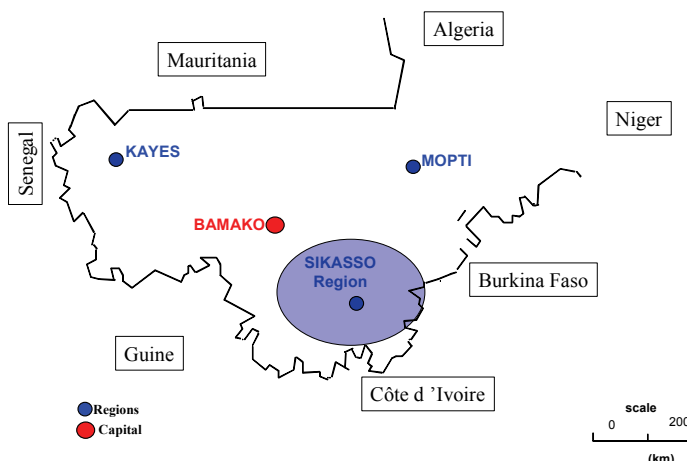 Algeria
Mauritania
Niger
Senegal
KAYES
MOPTI
BAMAKO
SIKASSO
Region
Burkina Faso
Guine
Côte d ’Ivoire
Regions
Capital
scale
0 200
(km)